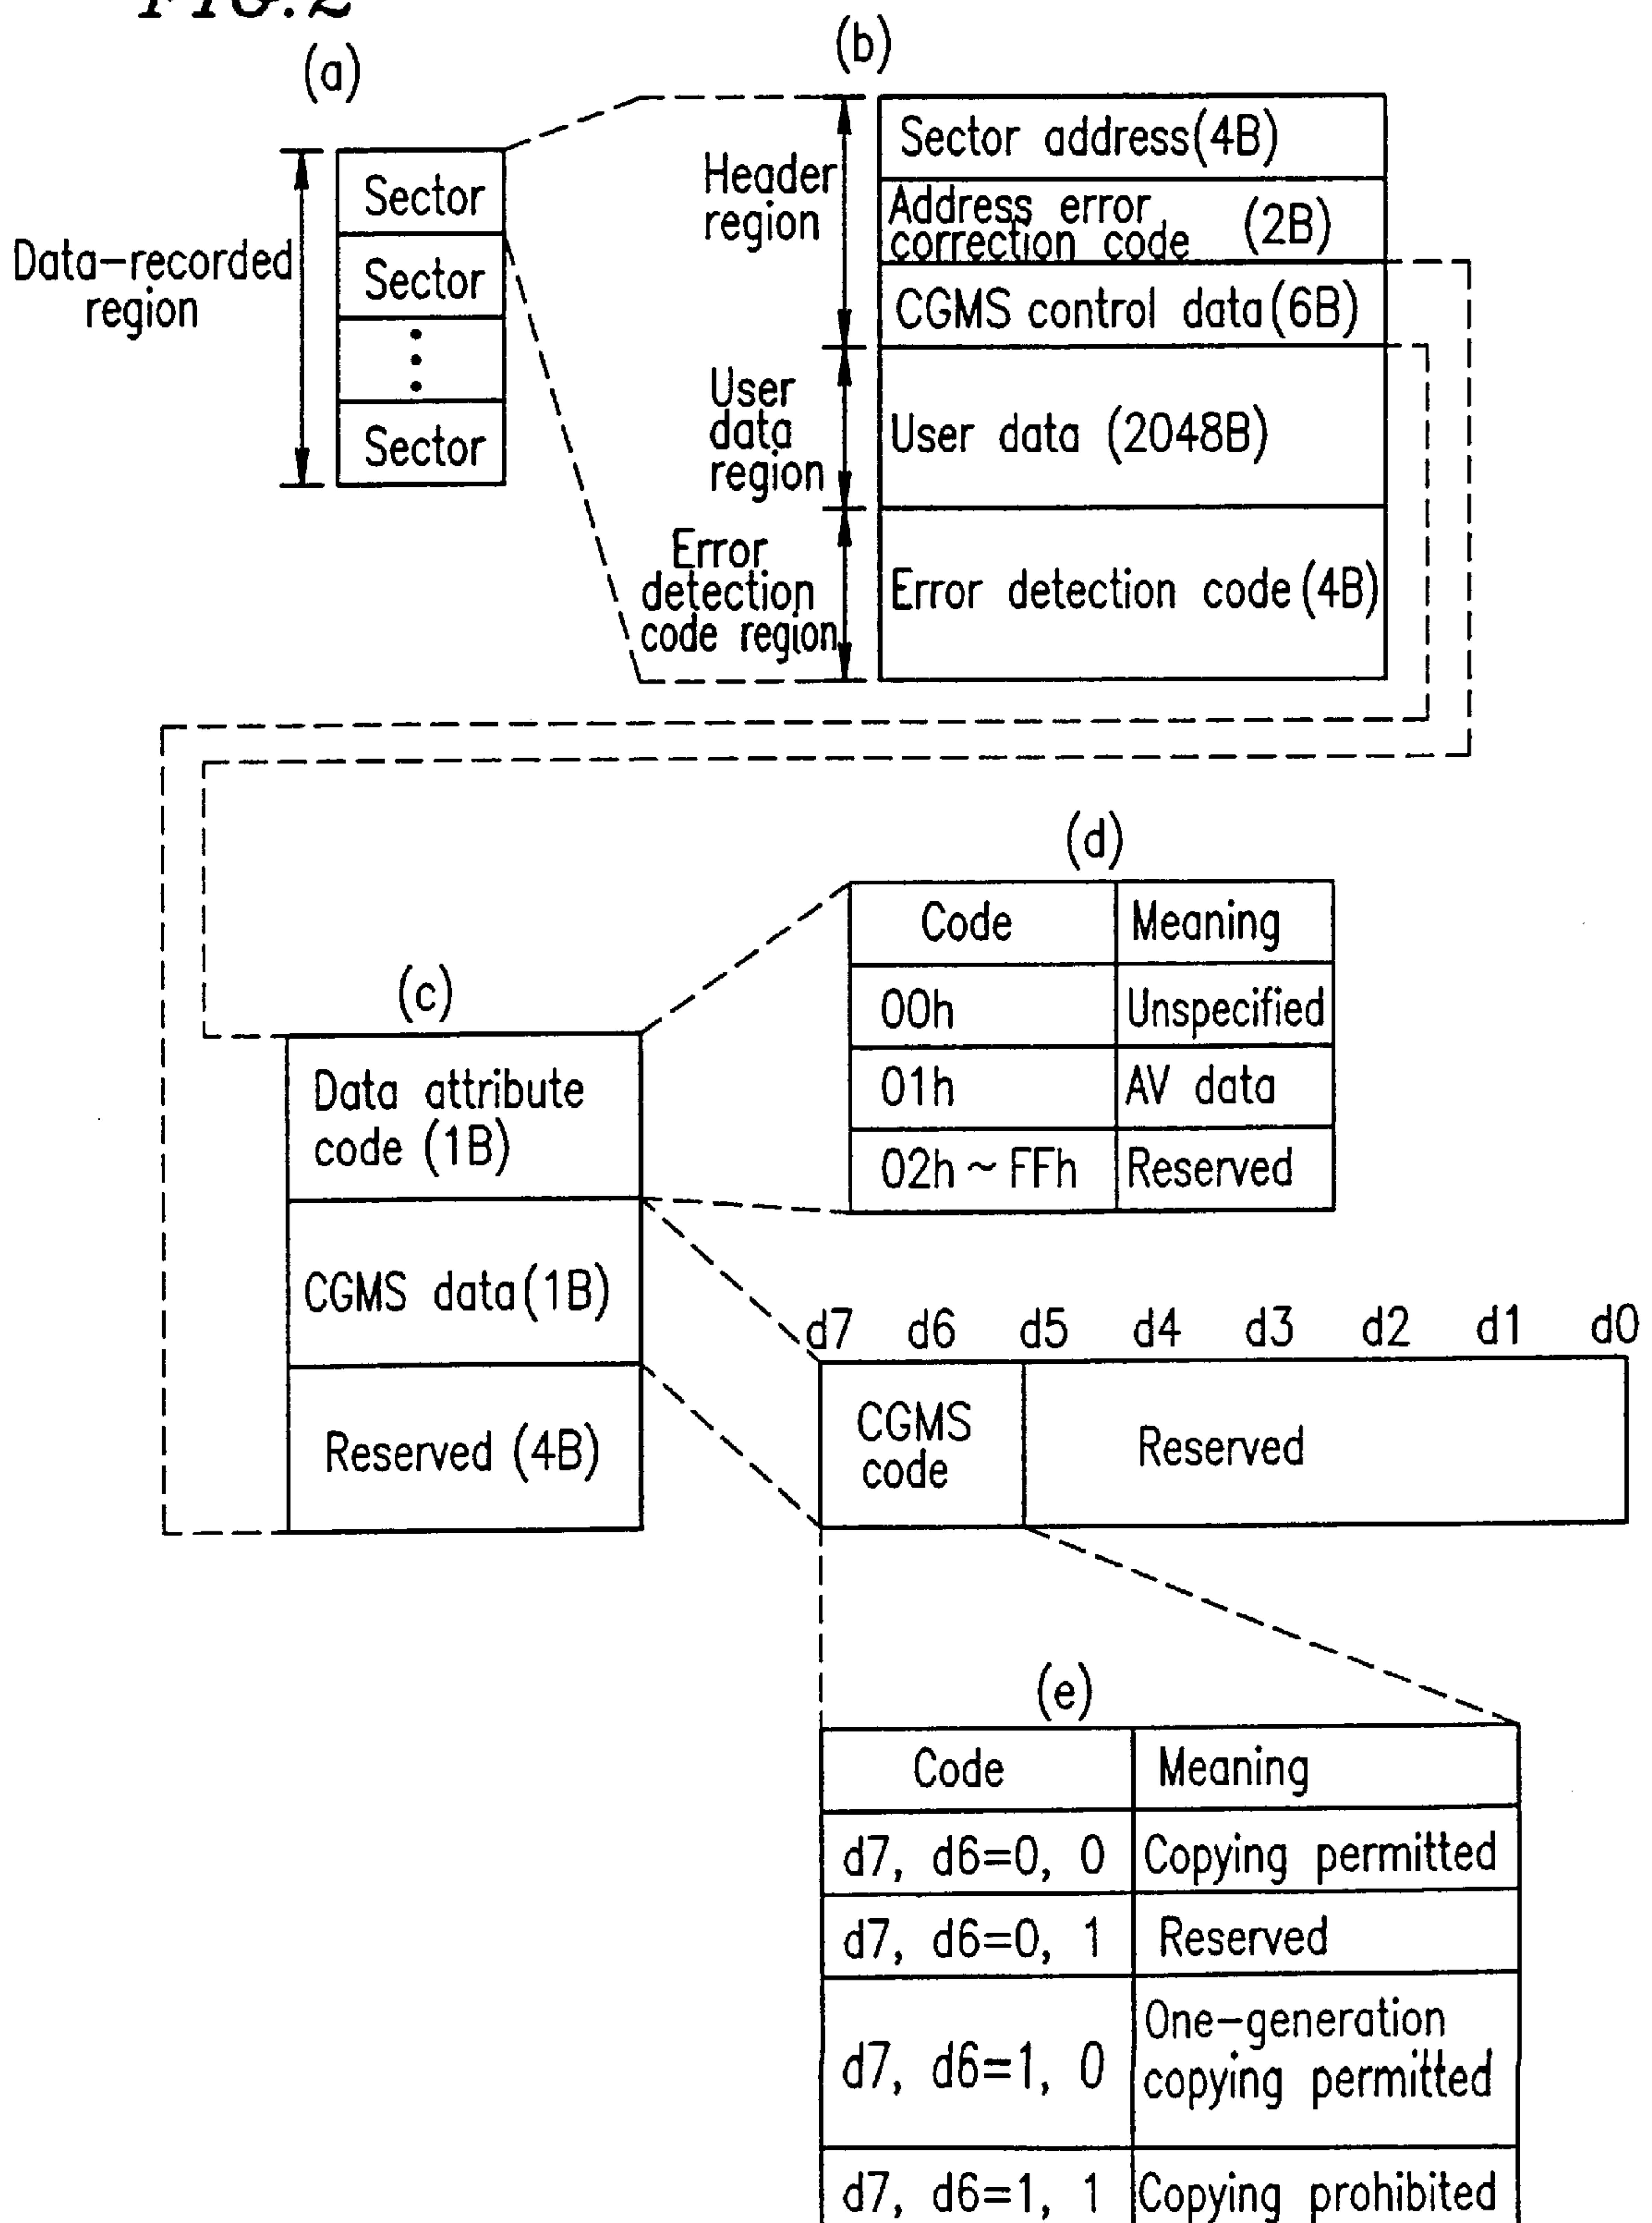 FIG. 2
(a)
Data-recorded
region
Sector
Sector
Sector
(b)
Header
region
User
data
region
Error
detection
code region
Sector address(4B)
Address error
correction code (2B)
CGMS control data(6B)
User data (2048B)
Error detection code(4B)
(c)
Data attribute
code (1B)
CGMS data(1B)
Reserved (4B)
(d)
Code Meaning
00h Unspecified
01h AV data
02h ~ FFh Reserved
d7 d6 d5 d4 d3 d2 d1 d0
CGMS
code
Reserved
(e)
Code Meaning
d7, d6=0, 0 Copying permitted
d7, d6=0, 1 Reserved
d7, d6=1, 0 One-generation
copying permitted
d7, d6=1, 1 Copying prohibited